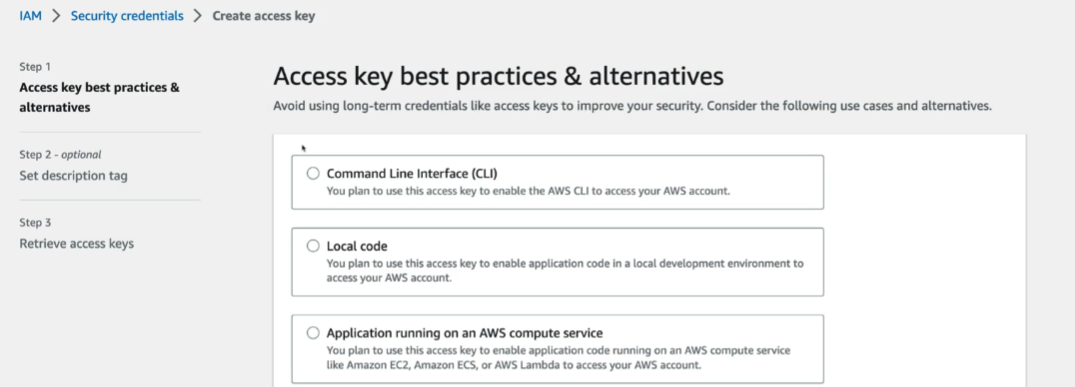 IAM > Security credentials > Create access key
Step 1
Access key best practices &
alternatives
Step 2 - optional
Set description tag
Step 3
Retrieve access keys
Access key best practices & alternatives
Avoid using long-term credentials like access keys to improve your security. Consider the following use cases and alternatives.
Command Line Interface (CLI)
You plan to use this access key to enable the AWS CLI to access your AWS account.
Local code
You plan to use this access key to enable application code in a local development environment to
access your AWS account.
Application running on an AWS compute service
You plan to use this access key to enable application code running on an AWS compute service
like Amazon EC2, Amazon ECS, or AWS Lambda to access your AWS account.